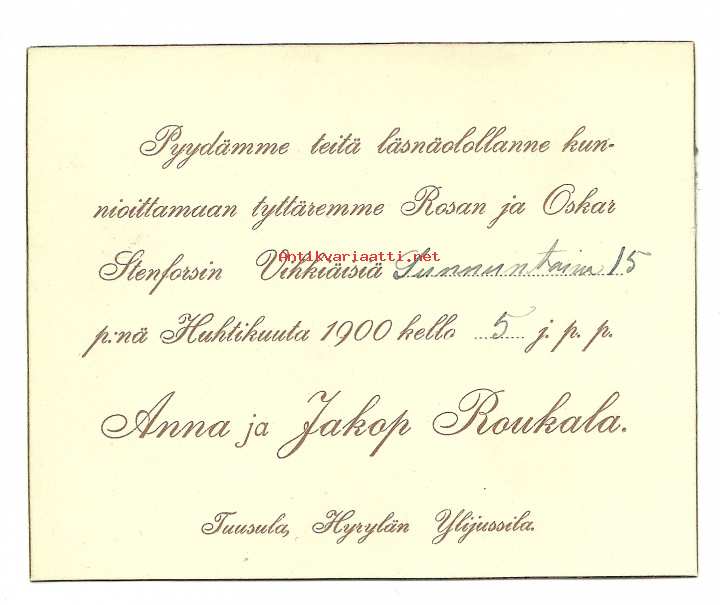 Pyydämme teitä läsnäolollanne kun-
nioittamaan tyttäremme Rosan ja Oskar
Antikvariaatti.net
Stenforsin Vihkiäisiä Sunnuntaina 15
p:nä Huhtikuuta 1900 kello 5 j. p. p.
Anna ja Jakop Roukala.
Tuusula, Hyrylän Ylijussila.